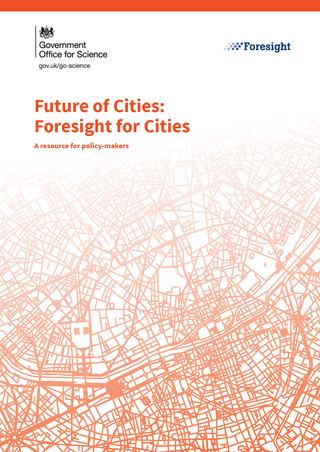 Government
Office for Science
gov.uk/go-science
Foresight
Future of Cities:
Foresight for Cities
A resource for policy-makers